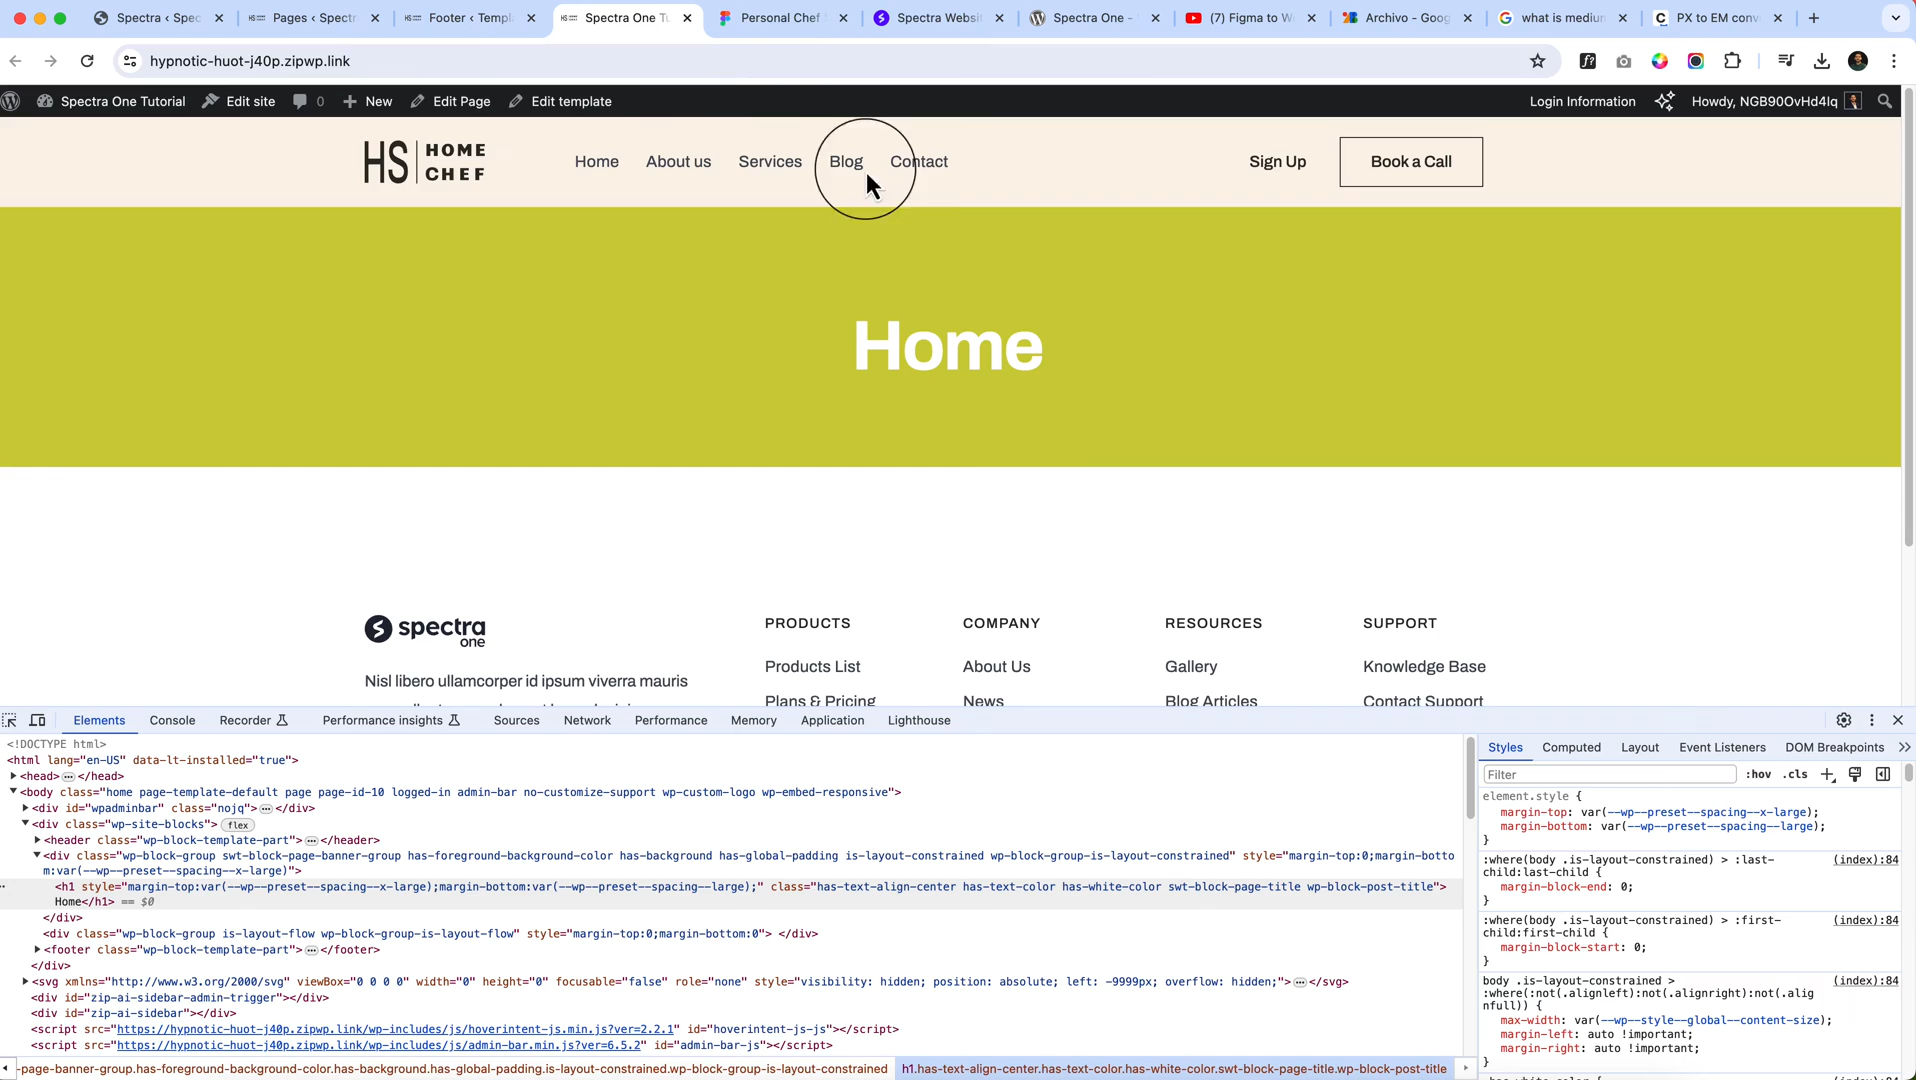 Spectra ‹ Spec
Pages ‹ Spectr
Footer ‹ Templ
Spectra One Tu
Personal Chef
Spectra Websit
Spectra One -
(7) Figma to W
Archivo - Goog
what is mediun
PX to EM conv
hypnotic-huot-j40p.zipwp.link
Spectra One Tutorial
Edit site
0
New
Edit Page
Edit template
Login Information
Howdy, NGB90OvHd4Iq
HS HOME
CHEF
Home
About us
Services
Blog
Contact
Sign Up
Book a Call
Home
spectra
one
PRODUCTS
COMPANY
RESOURCES
SUPPORT
Products List
About Us
Gallery
Knowledge Base
Nisl libero ullamcorper id ipsum viverra mauris
Plans & Pricing
News
Blog Articles
Contact Support
Elements
Console
Recorder
Performance insights
Sources
Network
Performance
Memory
Application
Lighthouse
<!DOCTYPE html>
<html lang="en-US" data-lt-installed="true">
<head>…</head>
<body class="home page-template-default page page-id-10 logged-in admin-bar no-customize-support wp-custom-logo wp-embed-responsive">
<div id="wpadminbar" class="nojq">…</div>
<div class="wp-site-blocks"> flex
<header class="wp-block-template-part">…</header>
<div class="wp-block-group swt-block-page-banner-group has-foreground-background-color has-background has-global-padding is-layout-constrained wp-block-group-is-layout-constrained" style="margin-top:0;margin-botto
m:var(--wp--preset--spacing--x-large)">
<h1 style="margin-top:var(--wp--preset--spacing--x-large);margin-bottom:var(--wp--preset--spacing--large);" class="has-text-align-center has-text-color has-white-color swt-block-page-title wp-block-post-title">
Home</h1> == $0
</div>
<div class="wp-block-group is-layout-flow wp-block-group-is-layout-flow" style="margin-top:0;margin-bottom:0"> </div>
<footer class="wp-block-template-part">…</footer>
</div>
<svg xmlns="http://www.w3.org/2000/svg" viewBox="0 0 0 0" width="0" height="0" focusable="false" role="none" style="visibility: hidden; position: absolute; left: -9999px; overflow: hidden;">…</svg>
<div id="zip-ai-sidebar-admin-trigger"></div>
<div id="zip-ai-sidebar"></div>
<script src="https://hypnotic-huot-j40p.zipwp.link/wp-includes/js/hoverintent-js.min.js?ver=2.2.1" id="hoverintent-js-js"></script>
<script src="https://hypnotic-huot-j40p.zipwp.link/wp-includes/js/admin-bar.min.js?ver=6.5.2" id="admin-bar-js"></script>
-page-banner-group.has-foreground-background-color.has-background.has-global-padding.is-layout-constrained.wp-block-group-is-layout-constrained
h1.has-text-align-center.has-text-color.has-white-color.swt-block-page-title.wp-block-post-title
Styles
Computed
Layout
Event Listeners
DOM Breakpoints
Filter
:hov
.cls
element.style {
margin-top: var(--wp--preset--spacing--x-large);
margin-bottom: var(--wp--preset--spacing--large);
}
:where(body .is-layout-constrained) > :last- (index):84
child:last-child {
margin-block-end: 0;
}
:where(body .is-layout-constrained) > :first- (index):84
child:first-child {
margin-block-start: 0;
}
body .is-layout-constrained > (index):84
:where(:not(.alignleft):not(.alignright):not(.alig
nfull)) {
max-width: var(--wp--style--global--content-size);
margin-left: auto !important;
margin-right: auto !important;
}